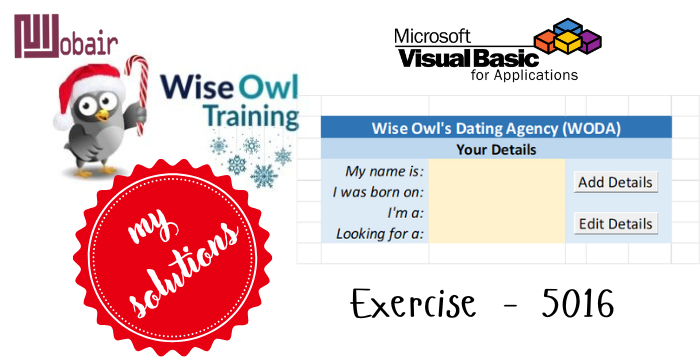 obair
Wise Owl
Training
my
solutions
Microsoft
Visual Basic
for Applications
Wise Owl's Dating Agency (WODA)
Your Details
My name is:
I was born on:
I'm a:
Looking for a:
Add Details
Edit Details
Exercise - 5016